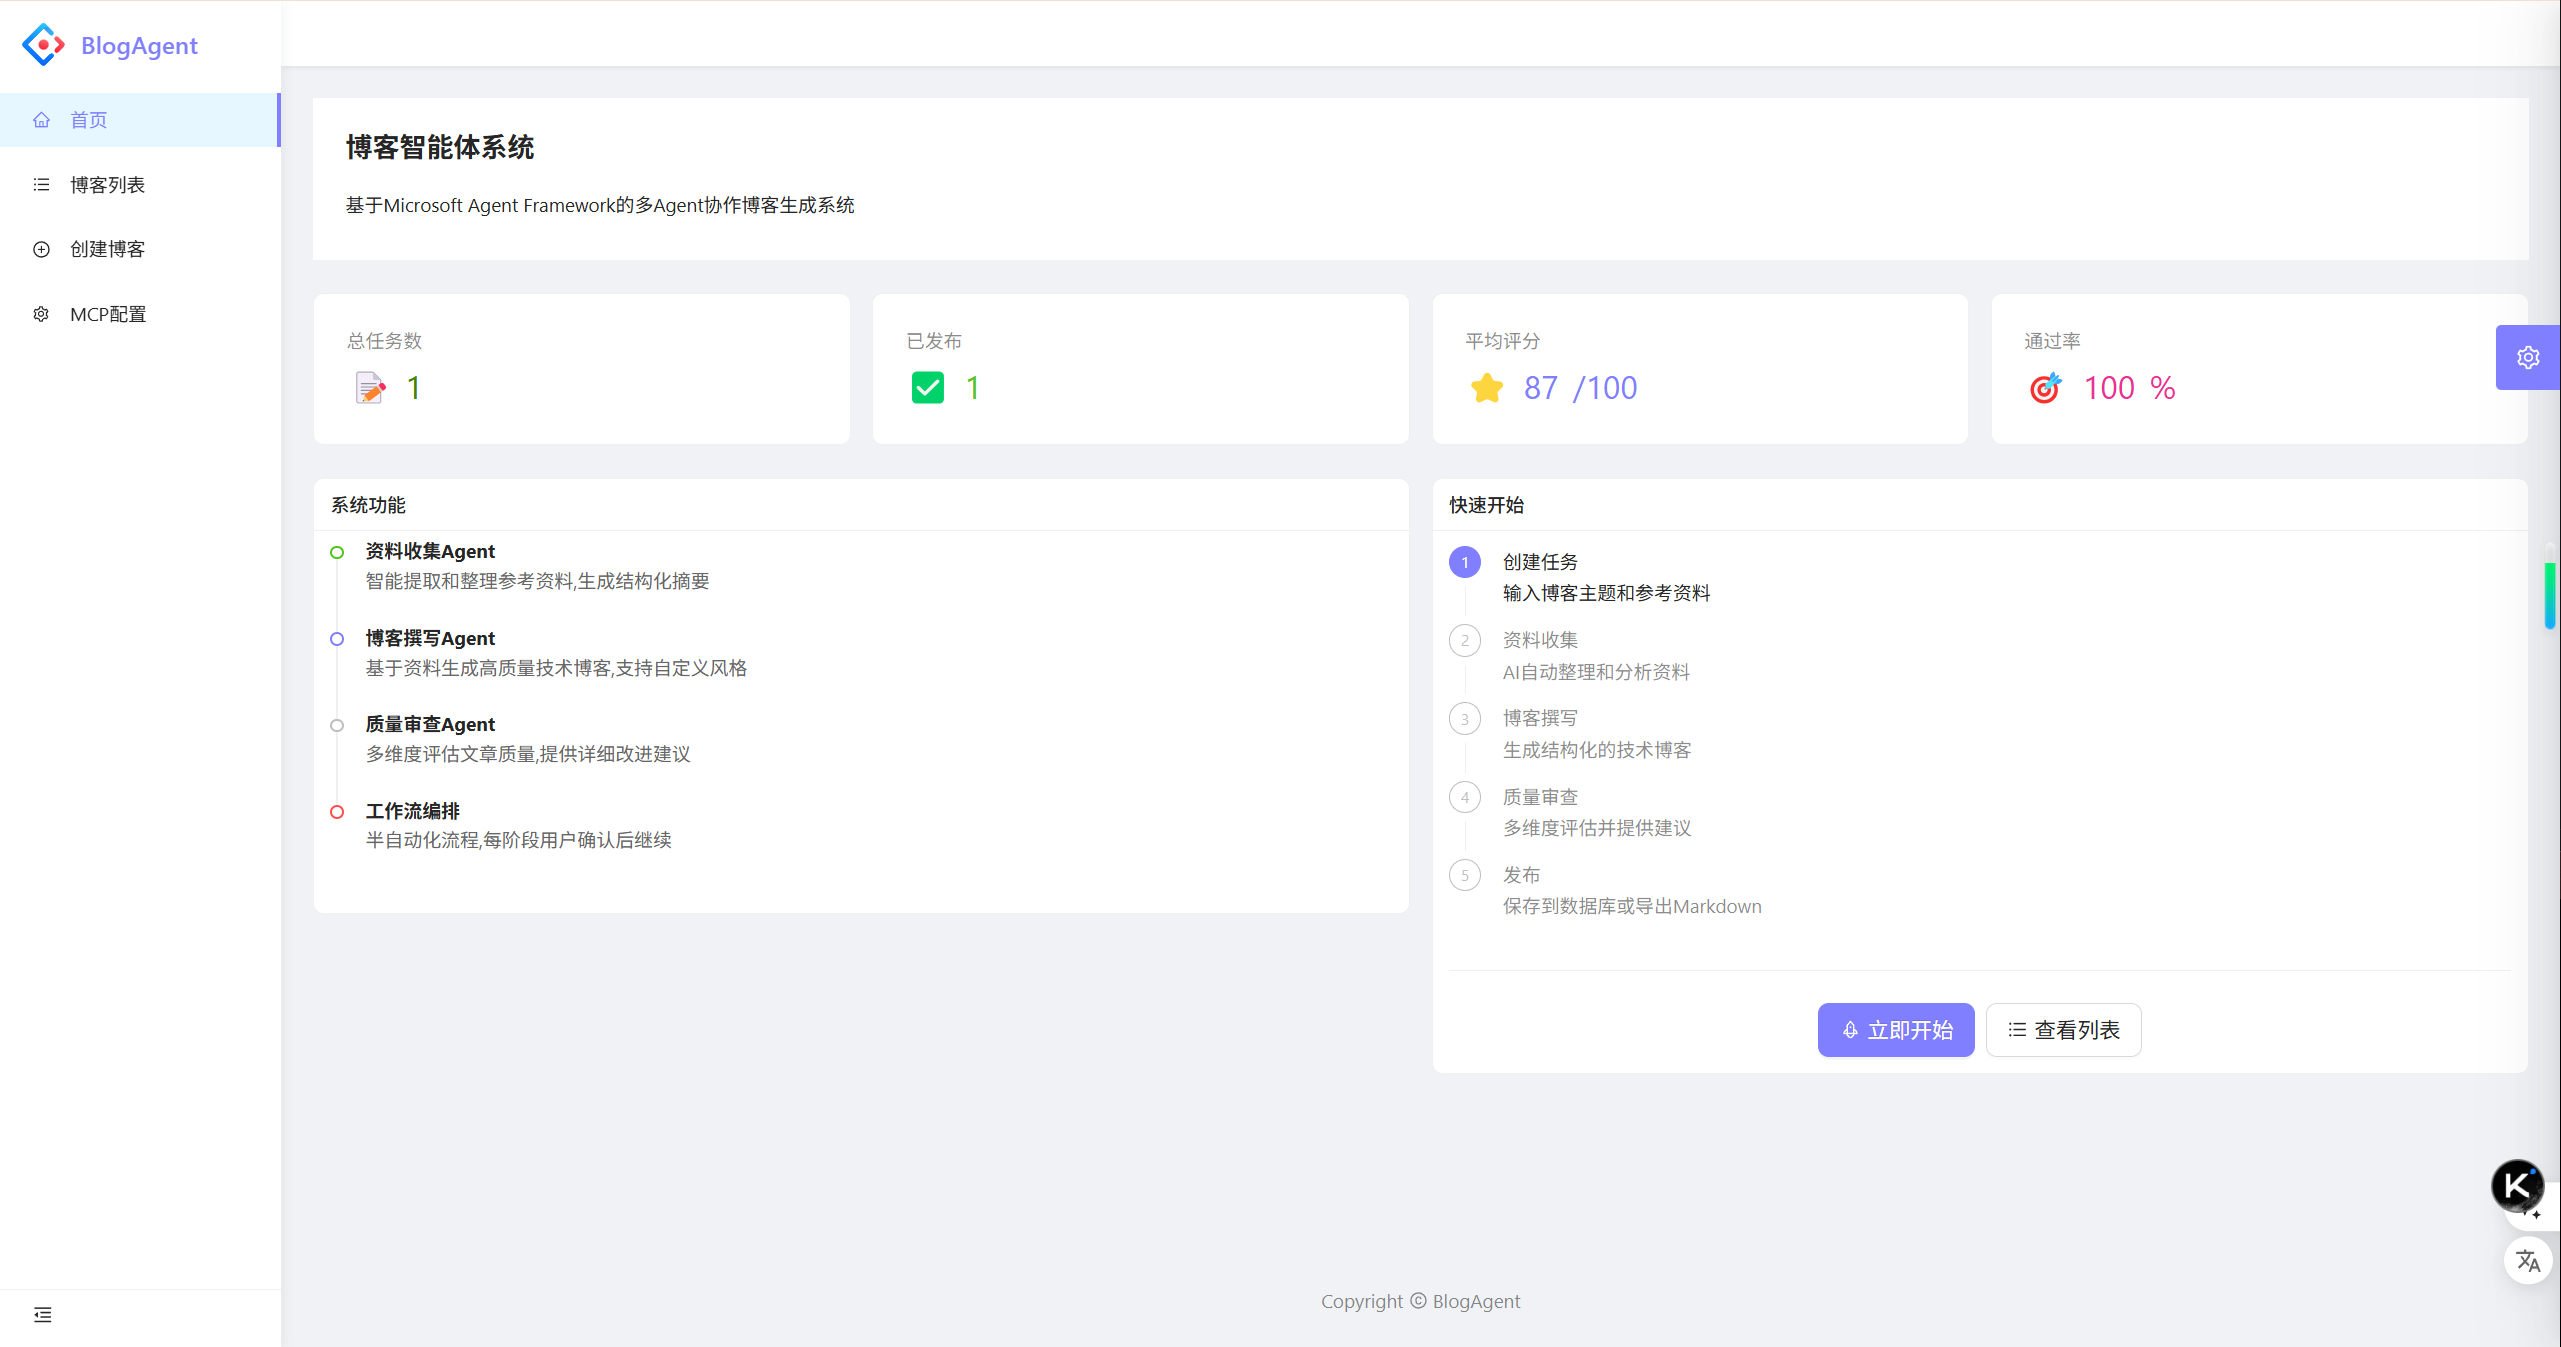 BlogAgent
首页
博客列表
创建博客
MCP配置
博客智能体系统
基于Microsoft Agent Framework的多Agent协作博客生成系统
总任务数
1
已发布
1
平均评分
87 /100
通过率
100 %
系统功能
资料收集Agent
智能提取和整理参考资料,生成结构化摘要
博客撰写Agent
基于资料生成高质量技术博客,支持自定义风格
质量审查Agent
多维度评估文章质量,提供详细改进建议
工作流编排
半自动化流程,每阶段用户确认后继续
快速开始
1 创建任务
输入博客主题和参考资料
2 资料收集
AI自动整理和分析资料
3 博客撰写
生成结构化的技术博客
4 质量审查
多维度评估并提供建议
5 发布
保存到数据库或导出Markdown
立即开始
查看列表
K
文A
Copyright © BlogAgent